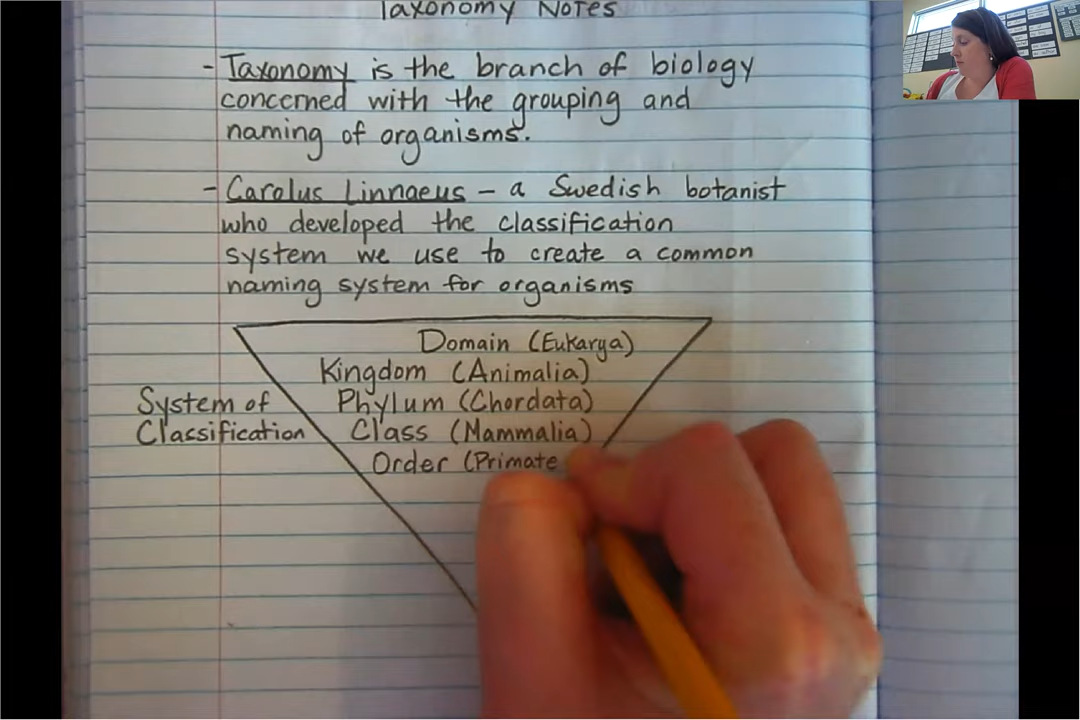 Taxonomy Notes
- Taxonomy is the branch of biology
concerned with the grouping and
naming of organisms.
- Carolus Linnaeus - a Swedish botanist
who developed the classification
system we use to create a common
naming system for organisms
Domain (Eukarya)
Kingdom (Animalia)
Phylum (Chordata)
Class (Mammalia)
Order (Primate
System of
Classification